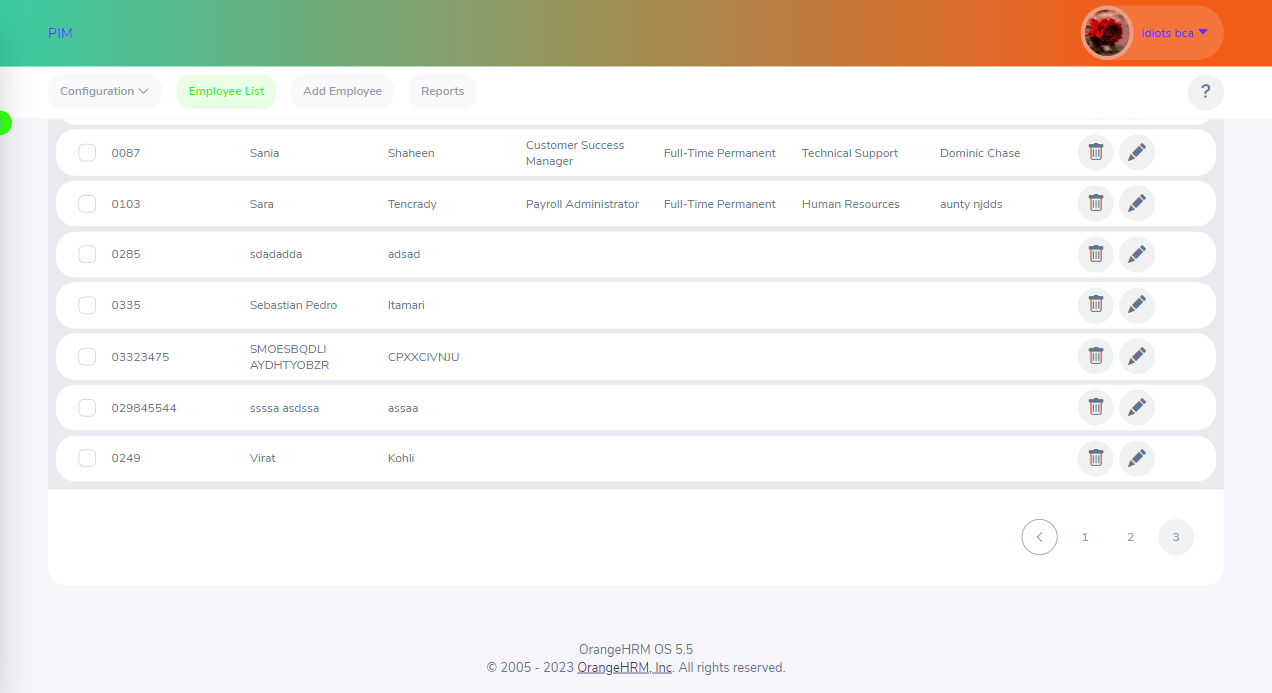 PIM
idiots bca
Configuration
Employee List
Add Employee
Reports
?
0087 Sania Shaheen Customer Success Manager Full-Time Permanent Technical Support Dominic Chase
0103 Sara Tencrady Payroll Administrator Full-Time Permanent Human Resources aunty njdds
0285 sdadadda adsad
0335 Sebastian Pedro Itamari
03323475 SMOESBQDLI AYDHTYOBZR CPXXCIVNJU
029845544 ssssa asdssa assaa
0249 Virat Kohli
1 2 3
OrangeHRM OS 5.5
© 2005 - 2023 OrangeHRM, Inc. All rights reserved.